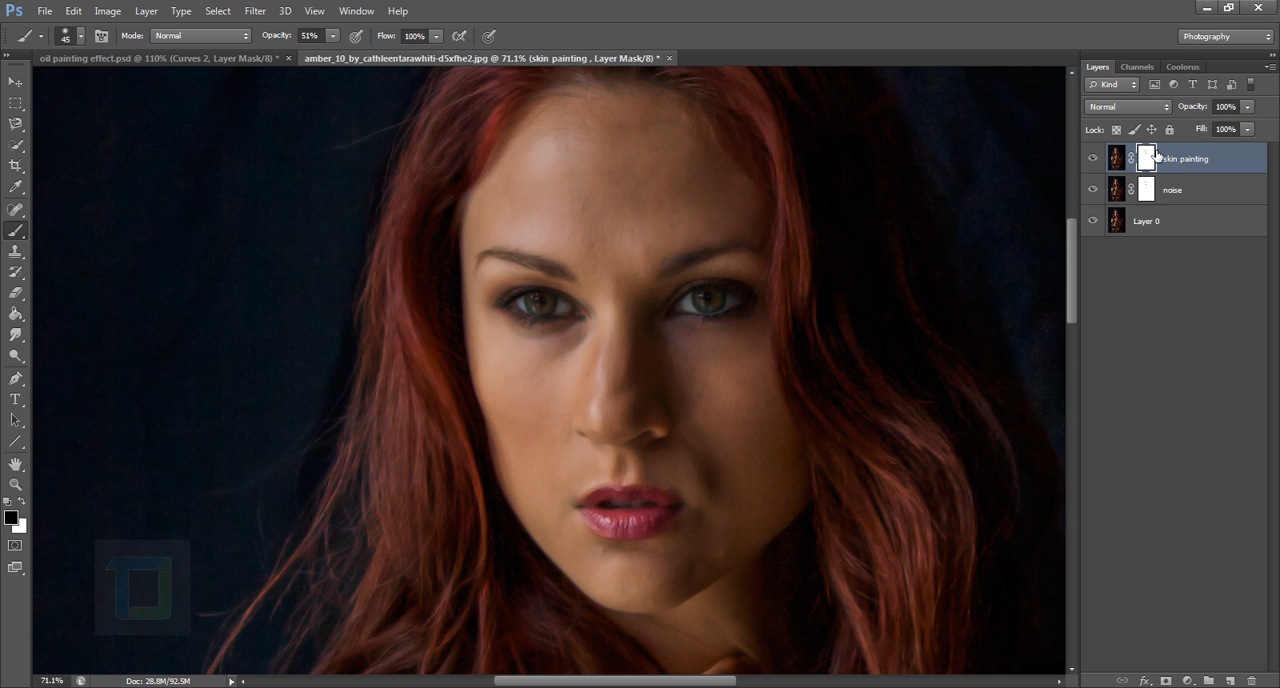 Ps File Edit Image Layer Type Select Filter 3D View Window Help
45 Mode: Normal Opacity: 51% Flow: 100% Photography
oil painting effect.psd @ 110% (Curves 2, Layer Mask/8) * × amber_10_by_cathleentarawhiti-d5xfhe2.jpg @ 71.1% (skin painting , Layer Mask/8) * ×
Layers Channels Coolorus
Kind
Normal Opacity: 100%
Lock: Fill: 100%
skin painting
noise
Layer 0
71.1% Doc: 28.8M/92.5M